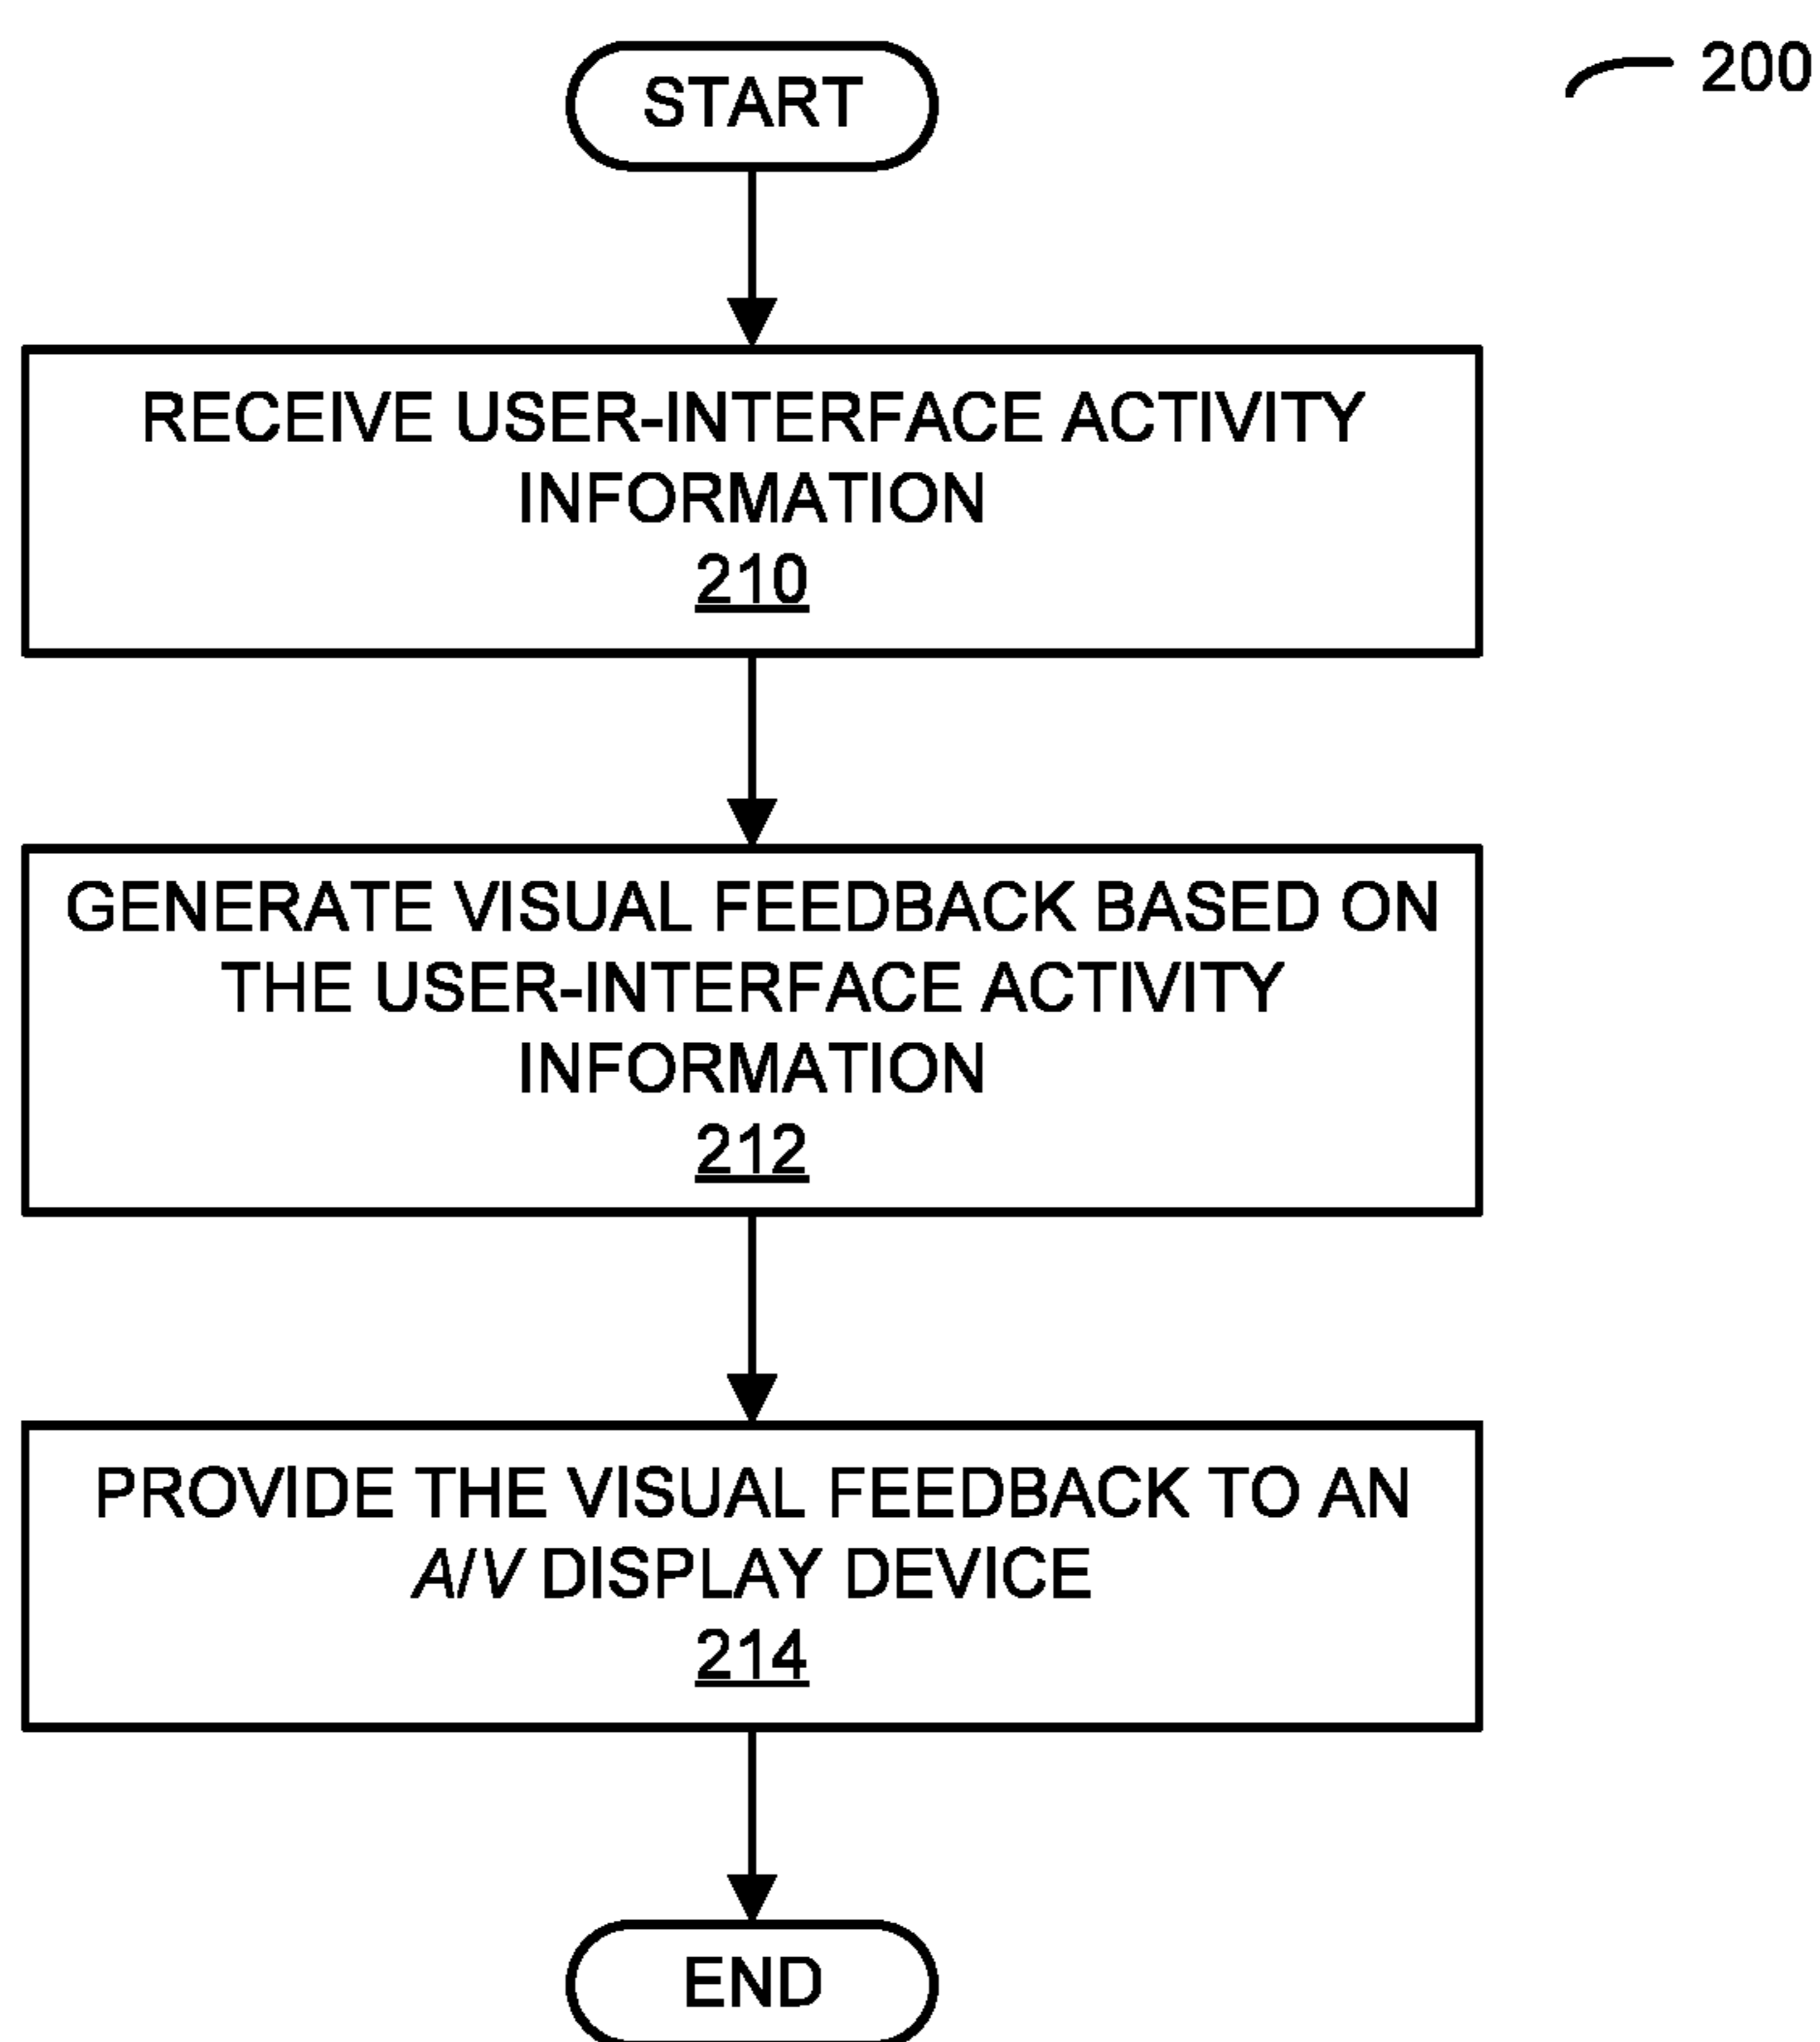 START
200
RECEIVE USER-INTERFACE ACTIVITY
INFORMATION
210
GENERATE VISUAL FEEDBACK BASED ON
THE USER-INTERFACE ACTIVITY
INFORMATION
212
PROVIDE THE VISUAL FEEDBACK TO AN
A/V DISPLAY DEVICE
214
END